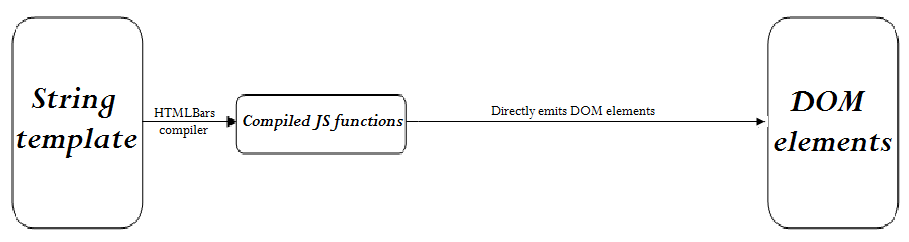 String
template
HTMLBars
compiler
Compiled JS functions
Directly emits DOM elements
DOM
elements